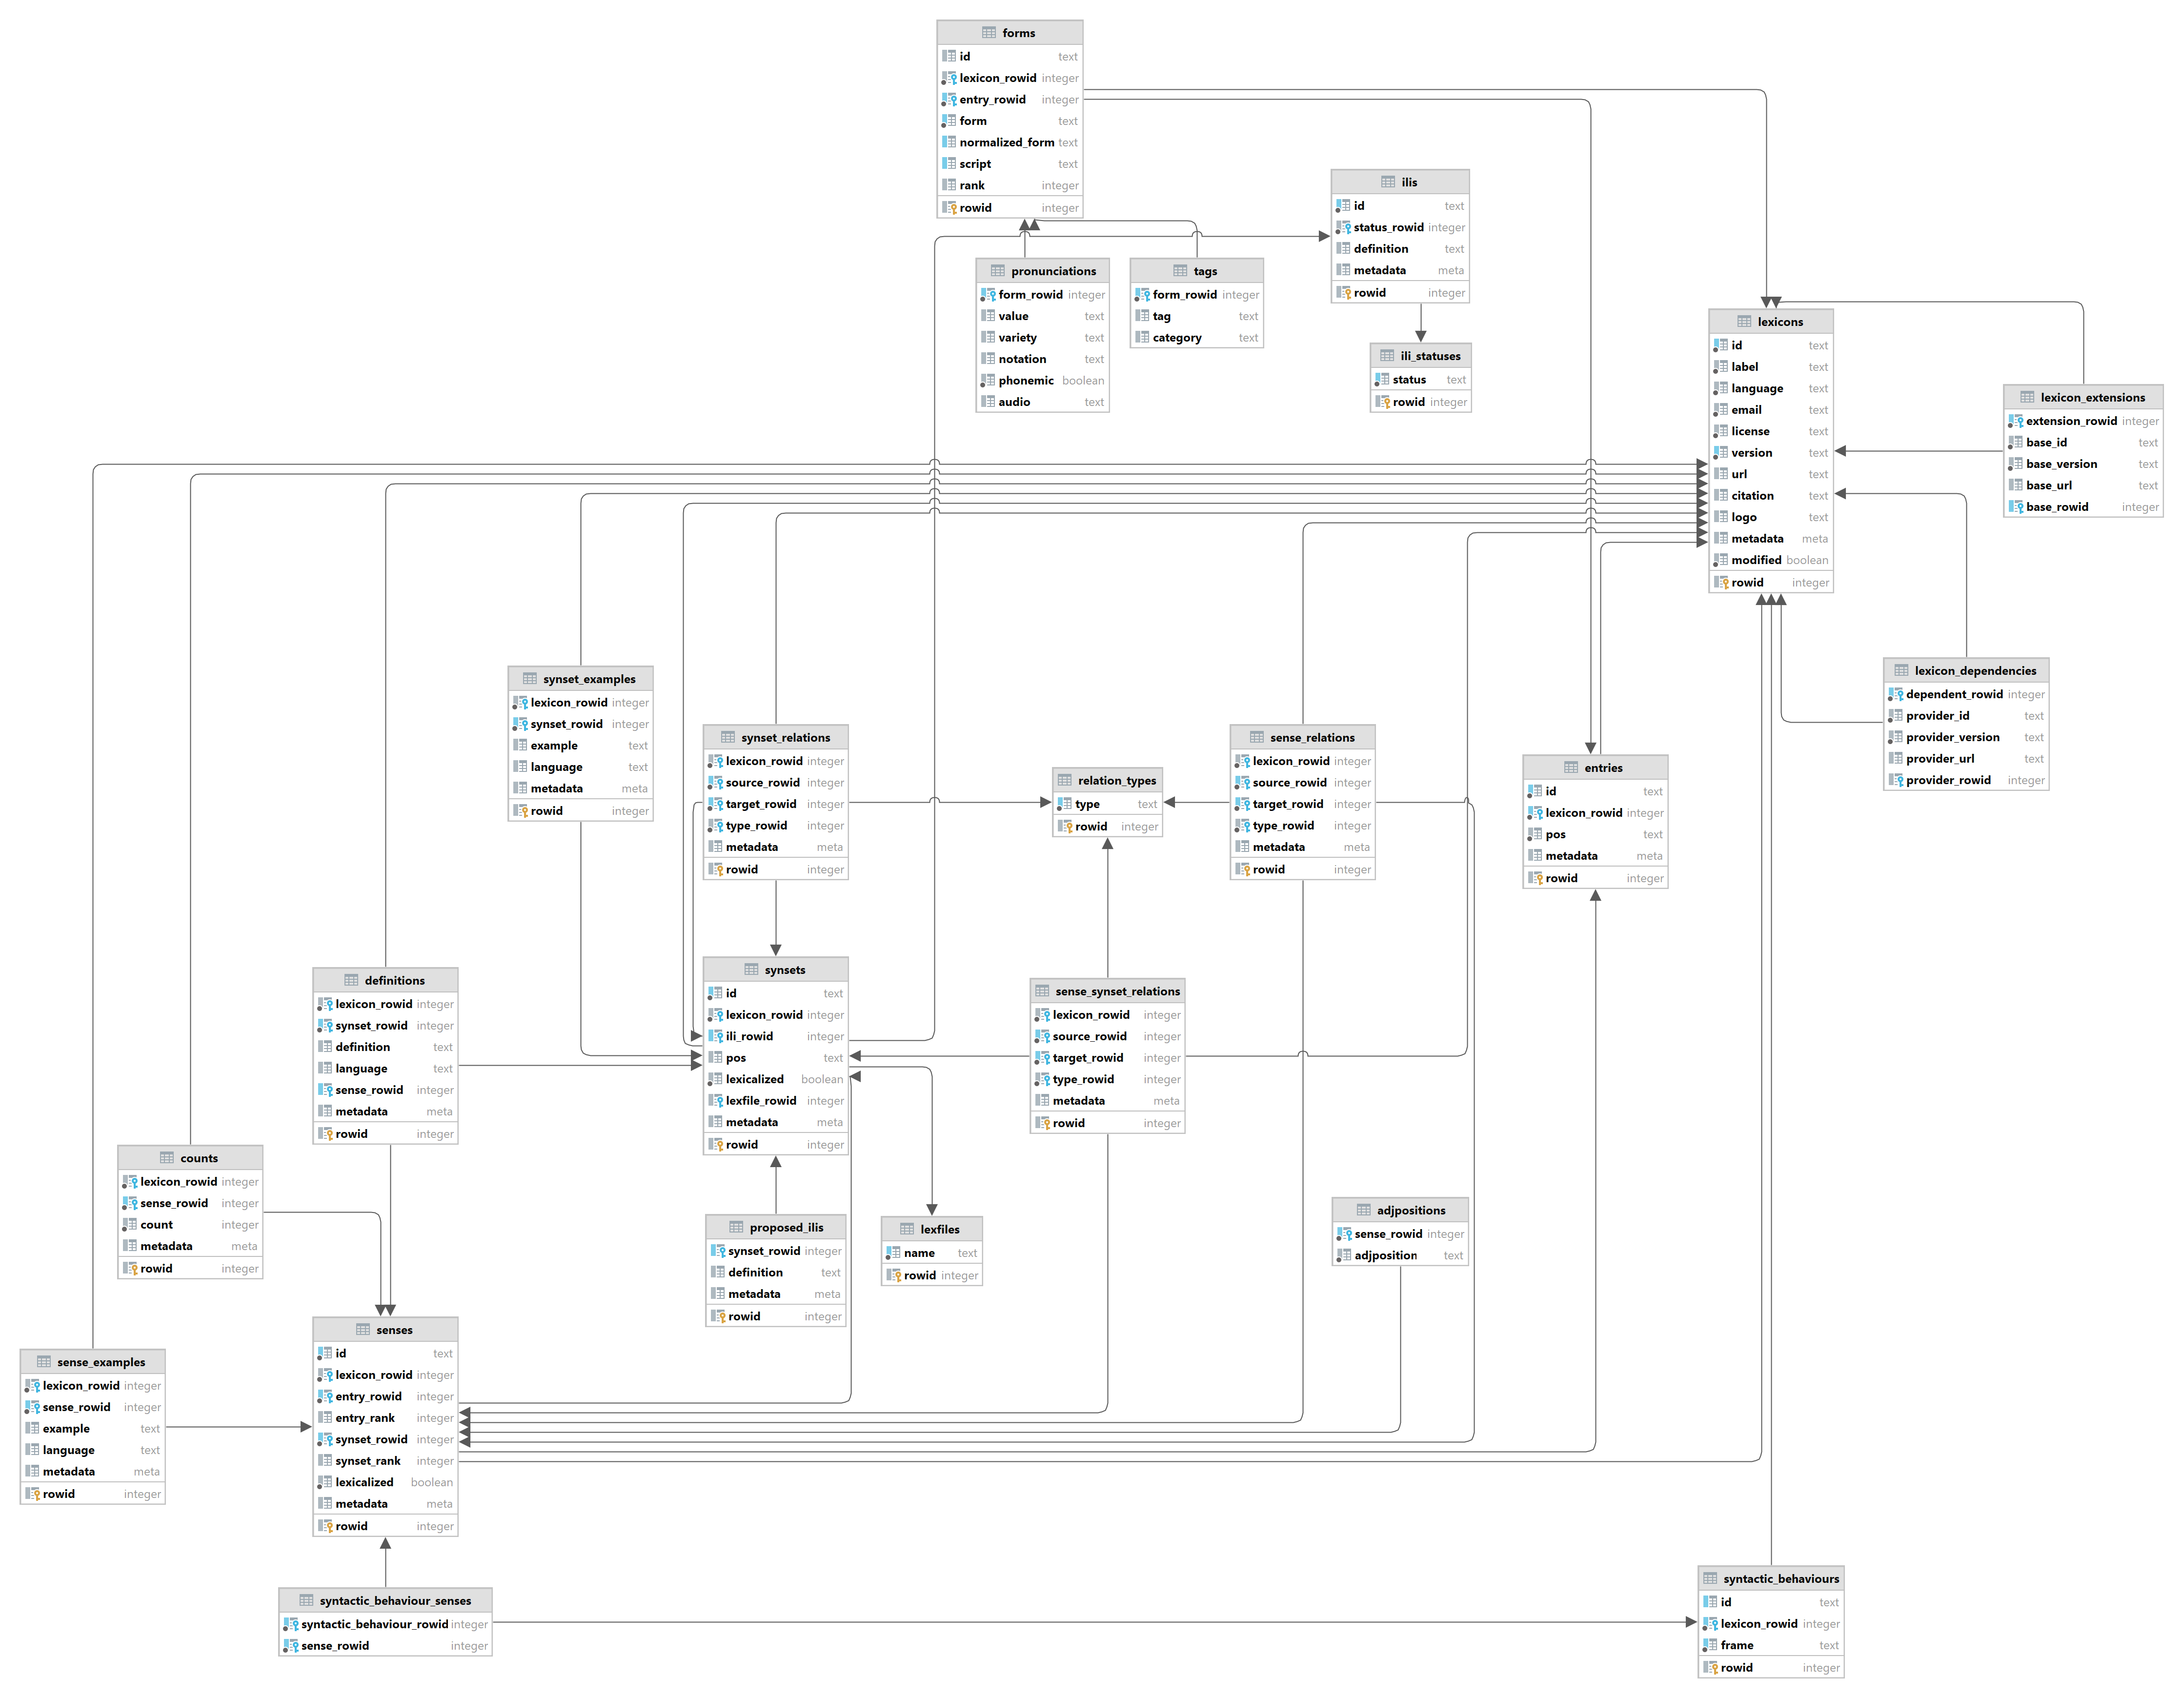 forms
id text
lexicon_rowid integer
entry_rowid integer
form text
normalized_form text
script text
rank integer
rowid integer
ilis
id text
status_rowid integer
definition text
metadata meta
rowid integer
pronunciations
form_rowid integer
value text
variety text
notation text
phonemic boolean
audio text
tags
form_rowid integer
tag text
category text
ili_statuses
status text
rowid integer
lexicons
id text
label text
language text
email text
license text
version text
url text
citation text
logo text
metadata meta
modified boolean
rowid integer
lexicon_extensions
extension_rowid integer
base_id text
base_version text
base_url text
base_rowid integer
synset_examples
lexicon_rowid integer
synset_rowid integer
example text
language text
metadata meta
rowid integer
synset_relations
lexicon_rowid integer
source_rowid integer
target_rowid integer
type_rowid integer
metadata meta
rowid integer
relation_types
type text
rowid integer
sense_relations
lexicon_rowid integer
source_rowid integer
target_rowid integer
type_rowid integer
metadata meta
rowid integer
entries
id text
lexicon_rowid integer
pos text
metadata meta
rowid integer
lexicon_dependencies
dependent_rowid integer
provider_id text
provider_version text
provider_url text
provider_rowid integer
definitions
lexicon_rowid integer
synset_rowid integer
definition text
language text
sense_rowid integer
metadata meta
rowid integer
synsets
id text
lexicon_rowid integer
ili_rowid integer
pos text
lexicalized boolean
lexfile_rowid integer
metadata meta
rowid integer
sense_synset_relations
lexicon_rowid integer
source_rowid integer
target_rowid integer
type_rowid integer
metadata meta
rowid integer
counts
lexicon_rowid integer
sense_rowid integer
count integer
metadata meta
rowid integer
proposed_ilis
synset_rowid integer
definition text
metadata meta
rowid integer
lexfiles
name text
rowid integer
adjpositions
sense_rowid integer
adjposition text
senses
id text
lexicon_rowid integer
entry_rowid integer
entry_rank integer
synset_rowid integer
synset_rank integer
lexicalized boolean
metadata meta
rowid integer
sense_examples
lexicon_rowid integer
sense_rowid integer
example text
language text
metadata meta
rowid integer
syntactic_behaviour_senses
syntactic_behaviour_rowid integer
sense_rowid integer
syntactic_behaviours
id text
lexicon_rowid integer
frame text
rowid integer